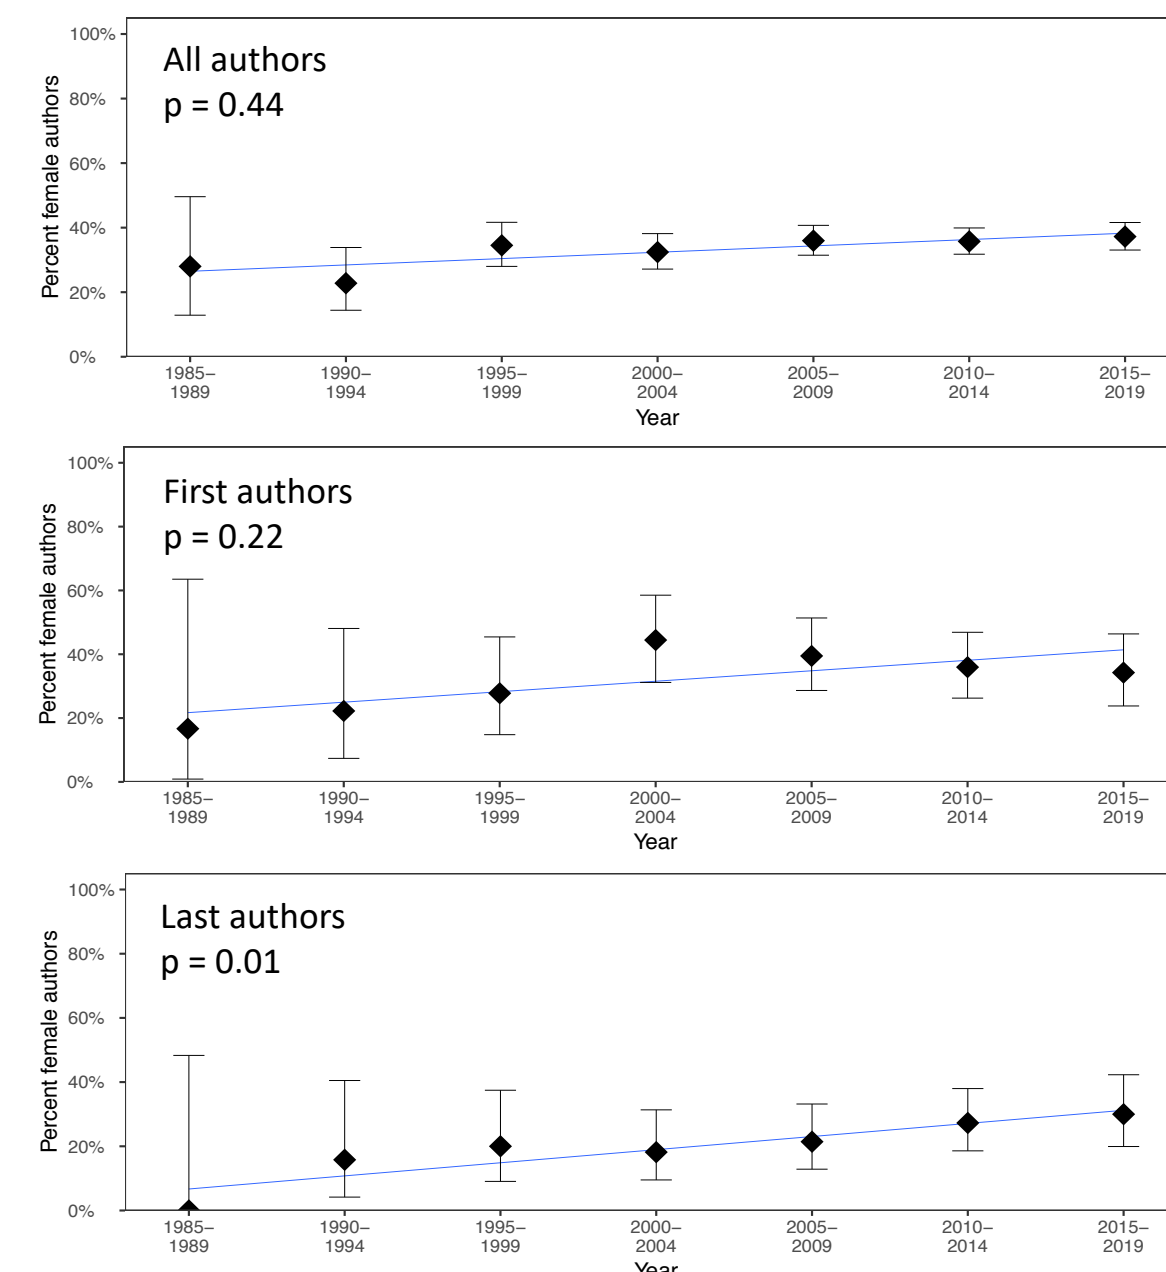 All authors
p = 0.44
Percent female authors
100%
80%
60%
40%
20%
0%
1985– 1990– 1995– 2000– 2005– 2010– 2015–
1989 1994 1999 2004 2009 2014 2019
Year
First authors
p = 0.22
Percent female authors
100%
80%
60%
40%
20%
0%
1985– 1990– 1995– 2000– 2005– 2010– 2015–
1989 1994 1999 2004 2009 2014 2019
Year
Last authors
p = 0.01
Percent female authors
100%
80%
60%
40%
20%
0%
1985– 1990– 1995– 2000– 2005– 2010– 2015–
1989 1994 1999 2004 2009 2014 2019
Year